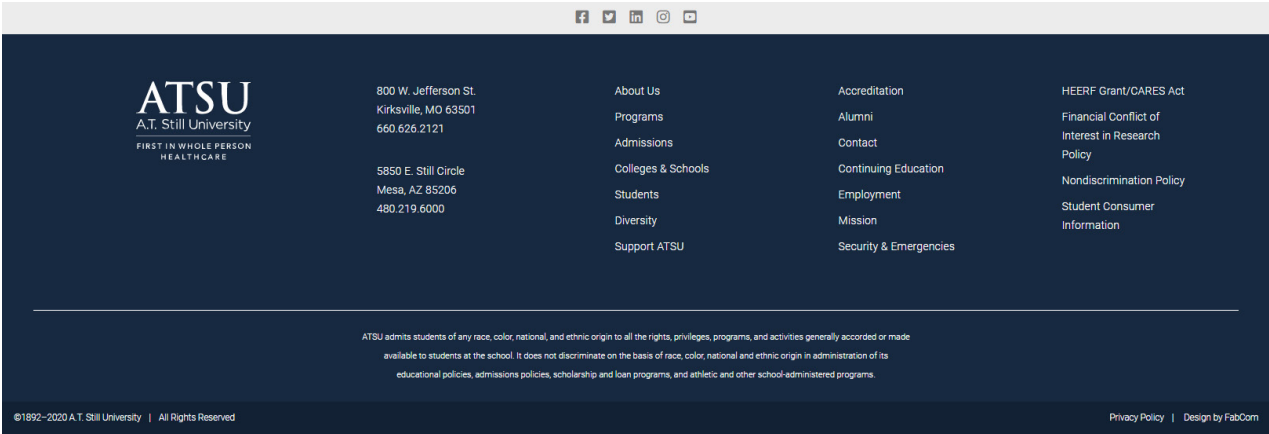 ATSU
A.T. Still University
FIRST IN WHOLE PERSON
HEALTHCARE
800 W. Jefferson St.
Kirksville, MO 63501
660.626.2121
5850 E. Still Circle
Mesa, AZ 85206
480.219.6000
About Us
Programs
Admissions
Colleges & Schools
Students
Diversity
Support ATSU
Accreditation
Alumni
Contact
Continuing Education
Employment
Mission
Security & Emergencies
HEERF Grant/CARES Act
Financial Conflict of
Interest in Research
Policy
Nondiscrimination Policy
Student Consumer
Information
ATSU admits students of any race, color, national, and ethnic origin to all the rights, privileges, programs, and activities generally accorded or made
available to students at the school. It does not discriminate on the basis of race, color, national and ethnic origin in administration of its
educational policies, admissions policies, scholarship and loan programs, and athletic and other school-administered programs.
©1892–2020 A.T. Still University | All Rights Reserved
Privacy Policy | Design by FabCom